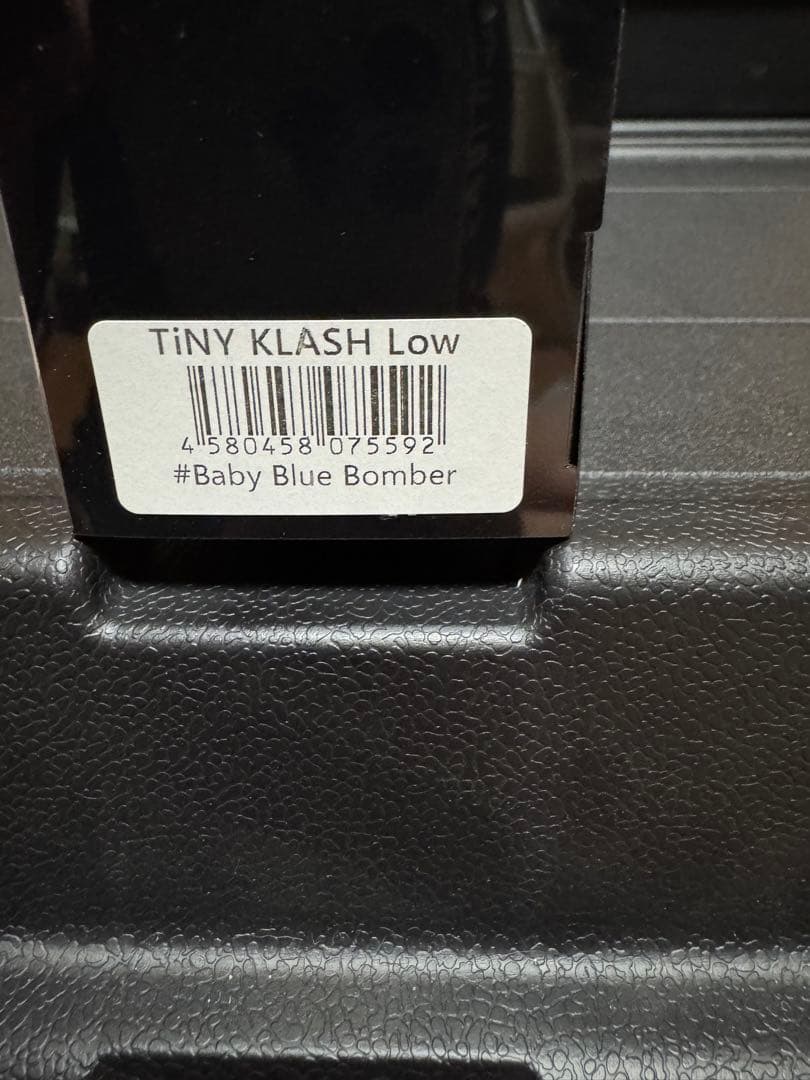 TiNY KLASH Low
4 580458 075592
#Baby Blue Bomber